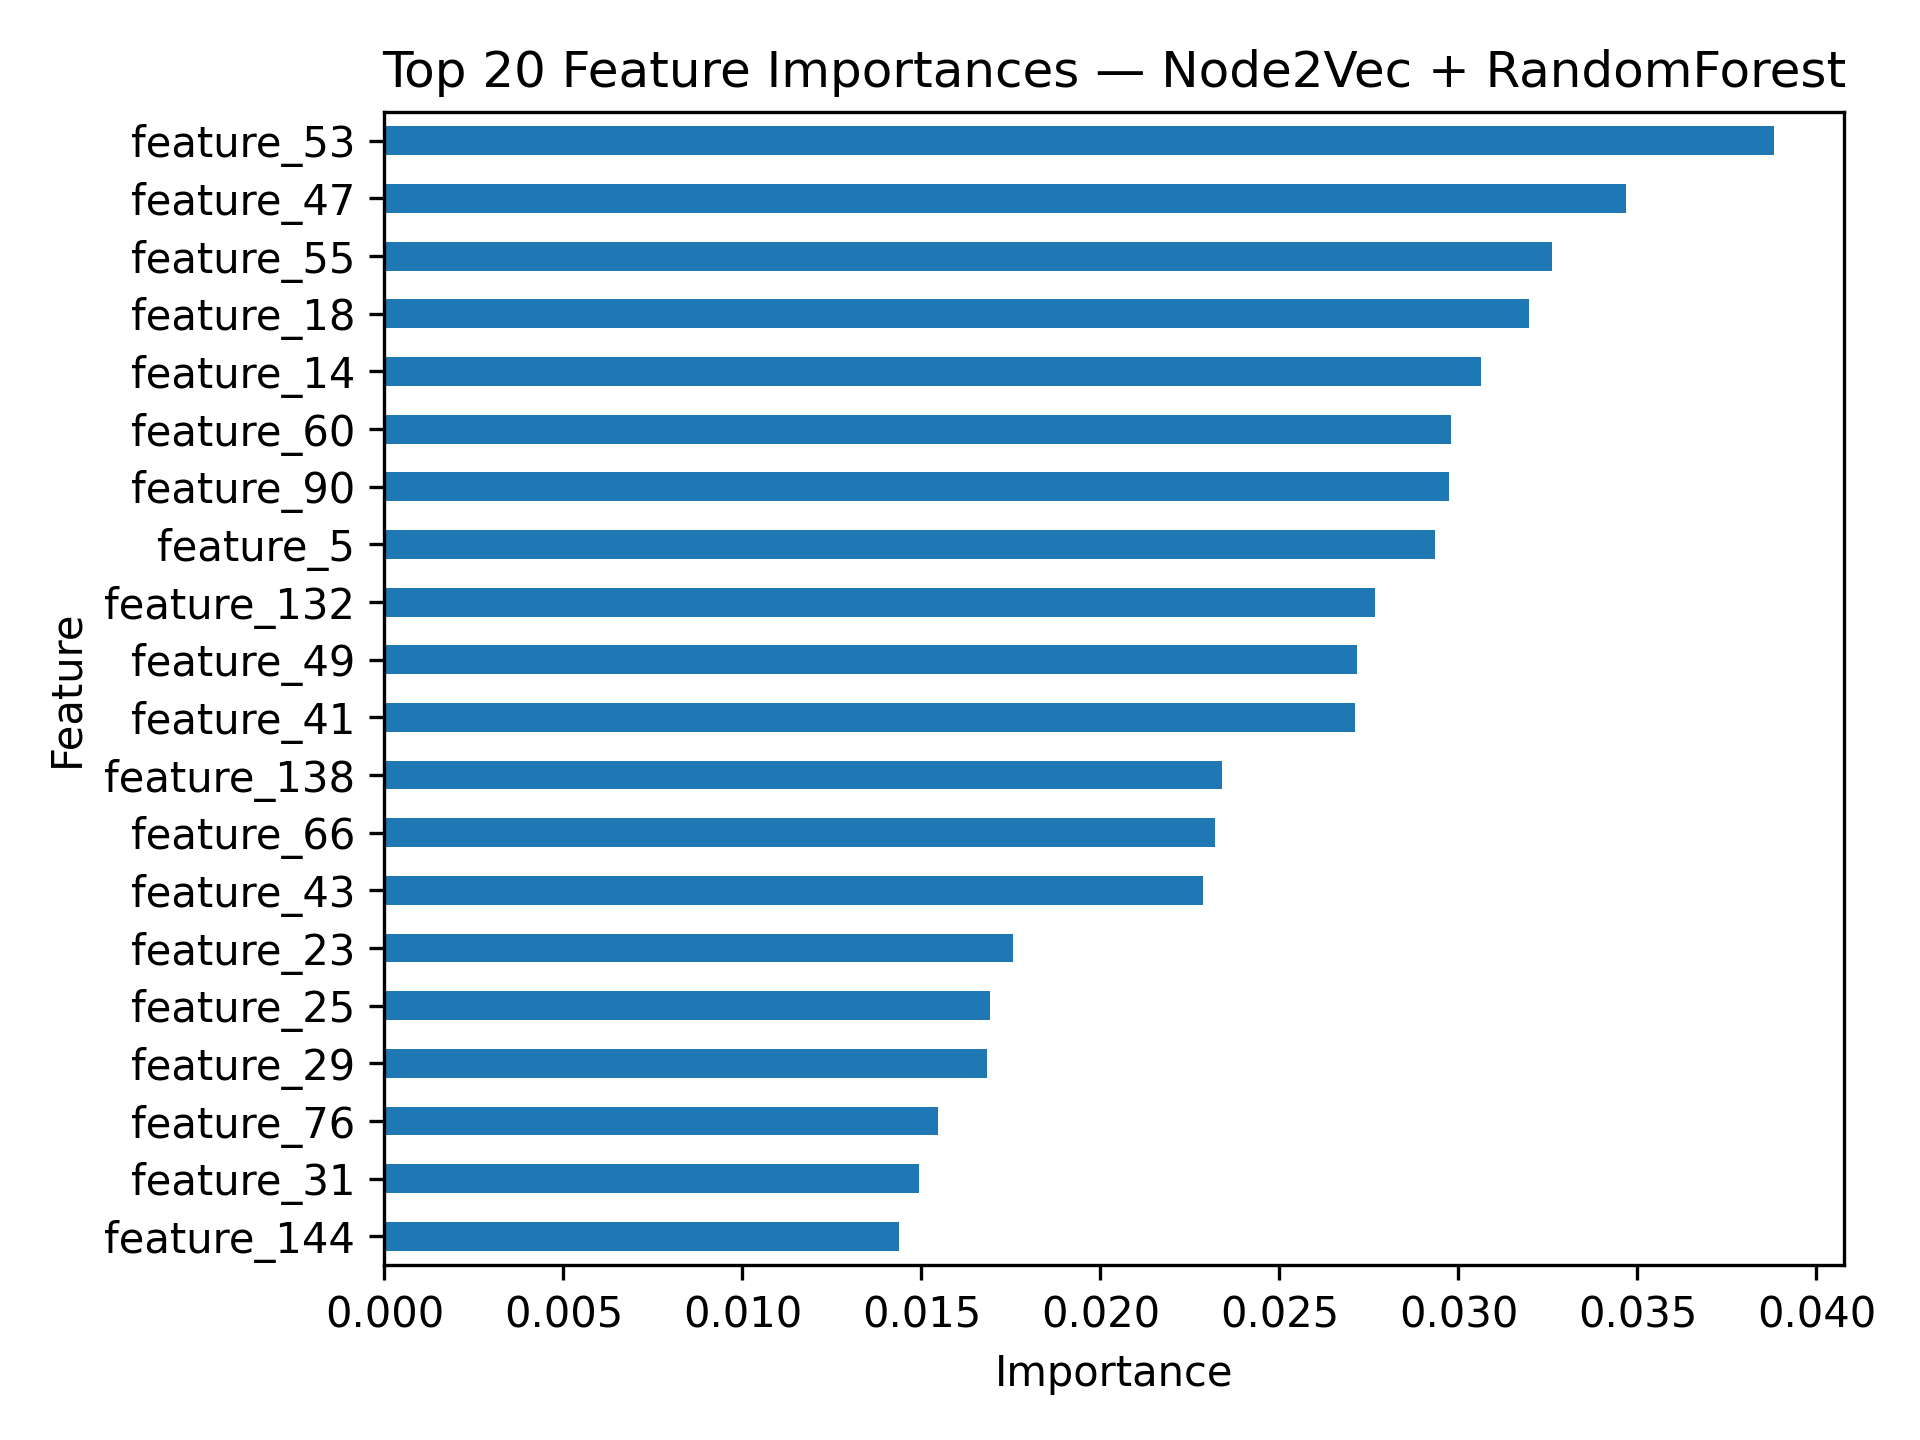 Top 20 Feature Importances — Node2Vec + RandomForest
feature_53
feature_47
feature_55
feature_18
feature_14
feature_60
feature_90
feature_5
feature_132
feature_49
feature_41
feature_138
feature_66
feature_43
feature_23
feature_25
feature_29
feature_76
feature_31
feature_144
Feature
0.000 0.005 0.010 0.015 0.020 0.025 0.030 0.035 0.040
Importance